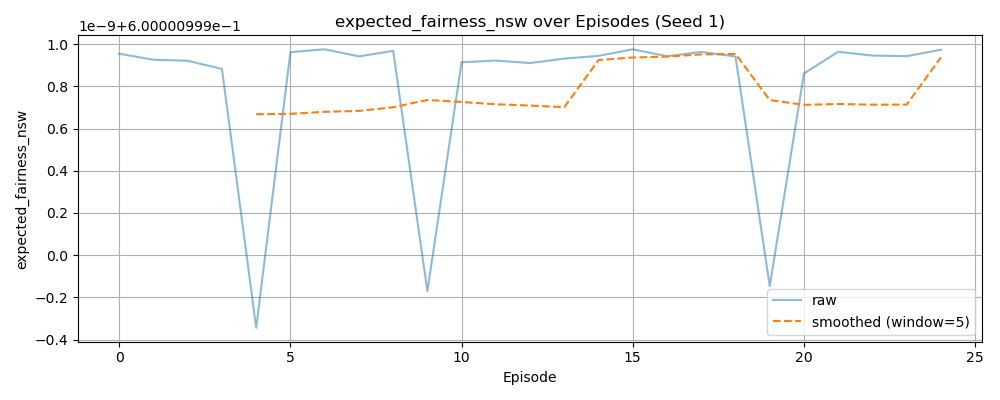 expected_fairness_nsw over Episodes (Seed 1)
1e−9+6.00000999e−1
1.0
0.8
0.6
0.4
0.2
0.0
−0.2
−0.4
expected_fairness_nsw
raw
smoothed (window=5)
0 5 10 15 20 25
Episode